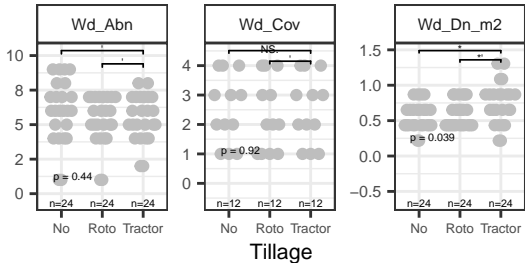 Wd_Abn
Wd_Cov
Wd_Dn_m2
10
8
5
2
0
p = 0.44
n=24 n=24 n=24
No Roto Tractor
4
3
2
1
0
NS.
p = 0.92
n=12 n=12 n=12
No Roto Tractor
1.5
1.0
0.5
0.0
−0.5
*
p = 0.039
n=24 n=24 n=24
No Roto Tractor
Tillage